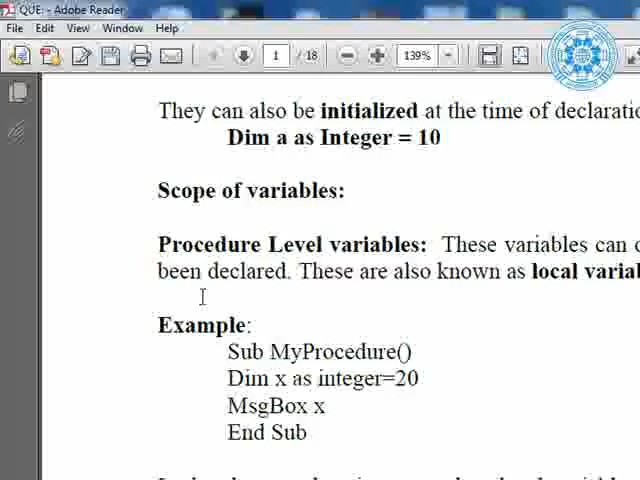 QUE: - Adobe Reader
File Edit View Window Help
1 / 18 139%
They can also be initialized at the time of
Dim a as Integer = 10
Scope of variables:
Procedure Level variables: These variables can
been declared. These are also known as local
Example:
Sub MyProcedure()
Dim x as integer=20
MsgBox x
End Sub